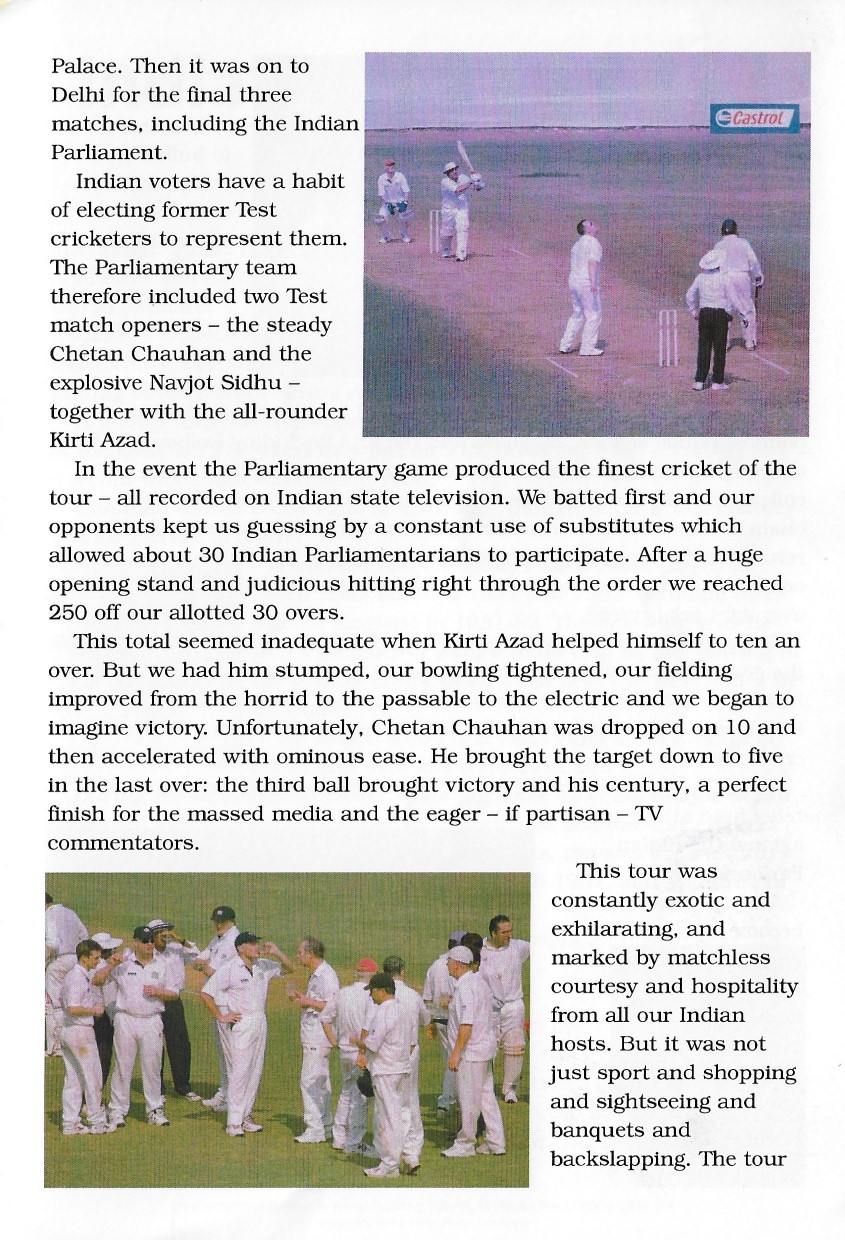 Palace. Then it was on to
Delhi for the final three
matches, including the Indian
Parliament.
Indian voters have a habit
of electing former Test
cricketers to represent them.
The Parliamentary team
therefore included two Test
match openers – the steady
Chetan Chauhan and the
explosive Navjot Sidhu –
together with the all-rounder
Kirti Azad.
Castrol
In the event the Parliamentary game produced the finest cricket of the
tour – all recorded on Indian state television. We batted first and our
opponents kept us guessing by a constant use of substitutes which
allowed about 30 Indian Parliamentarians to participate. After a huge
opening stand and judicious hitting right through the order we reached
250 off our allotted 30 overs.
This total seemed inadequate when Kirti Azad helped himself to ten an
over. But we had him stumped, our bowling tightened, our fielding
improved from the horrid to the passable to the electric and we began to
imagine victory. Unfortunately, Chetan Chauhan was dropped on 10 and
then accelerated with ominous ease. He brought the target down to five
in the last over: the third ball brought victory and his century, a perfect
finish for the massed media and the eager – if partisan – TV
commentators.
This tour was
constantly exotic and
exhilarating, and
marked by matchless
courtesy and hospitality
from all our Indian
hosts. But it was not
just sport and shopping
and sightseeing and
banquets and
backslapping. The tour